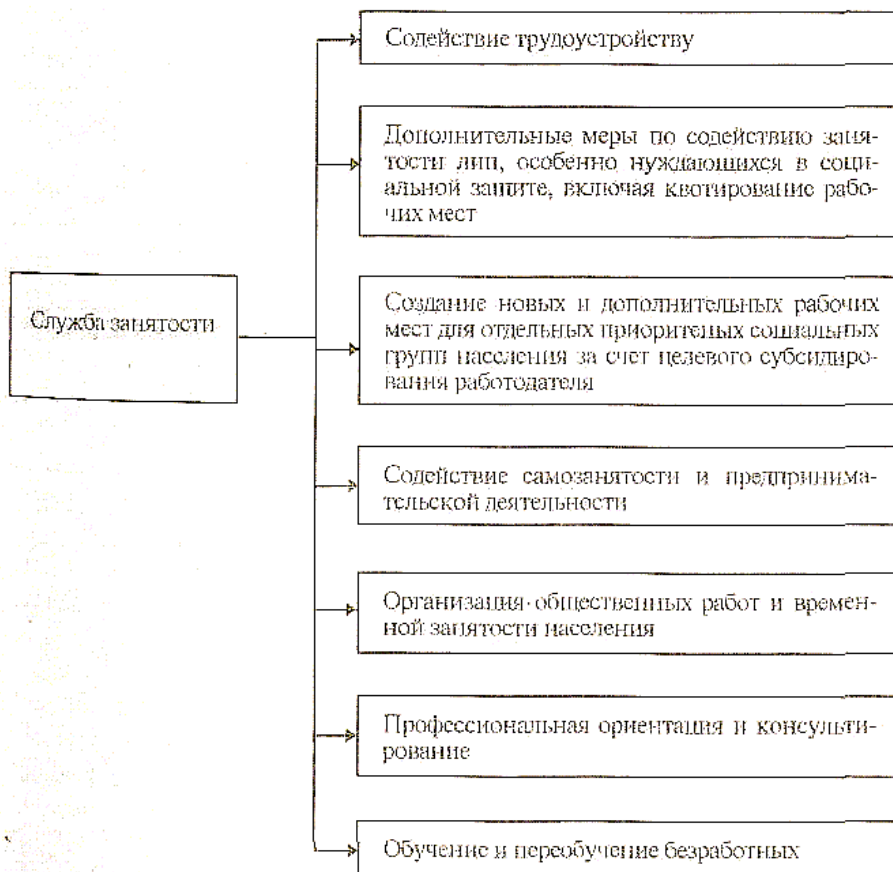 Содействие трудоустройству
Дополнительные меры по содействию заня-
тости лиц, особенно нуждающихся в соци-
альной защите, включая квотирование рабо-
чих мест
Служба занятости
Создание новых и дополнительных рабочих
мест для отдельных приоритеных социальных
групп населения за счет целевого субсидиро-
вания работодателя
Содействие самозанятости и предпринима-
тельской деятельности
Организация общественных работ и времен-
ной занятости населения
Профессиональная ориентация и консульти-
рование
Обучение и переобучение безработных